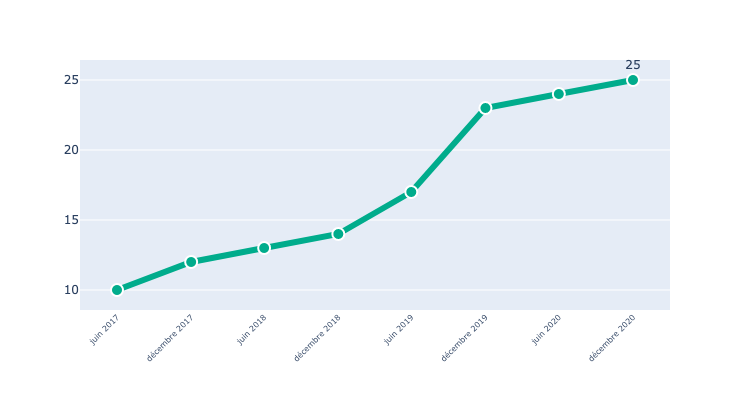 25
25
20
15
10
juin 2017
décembre 2017
juin 2018
décembre 2018
juin 2019
décembre 2019
juin 2020
décembre 2020